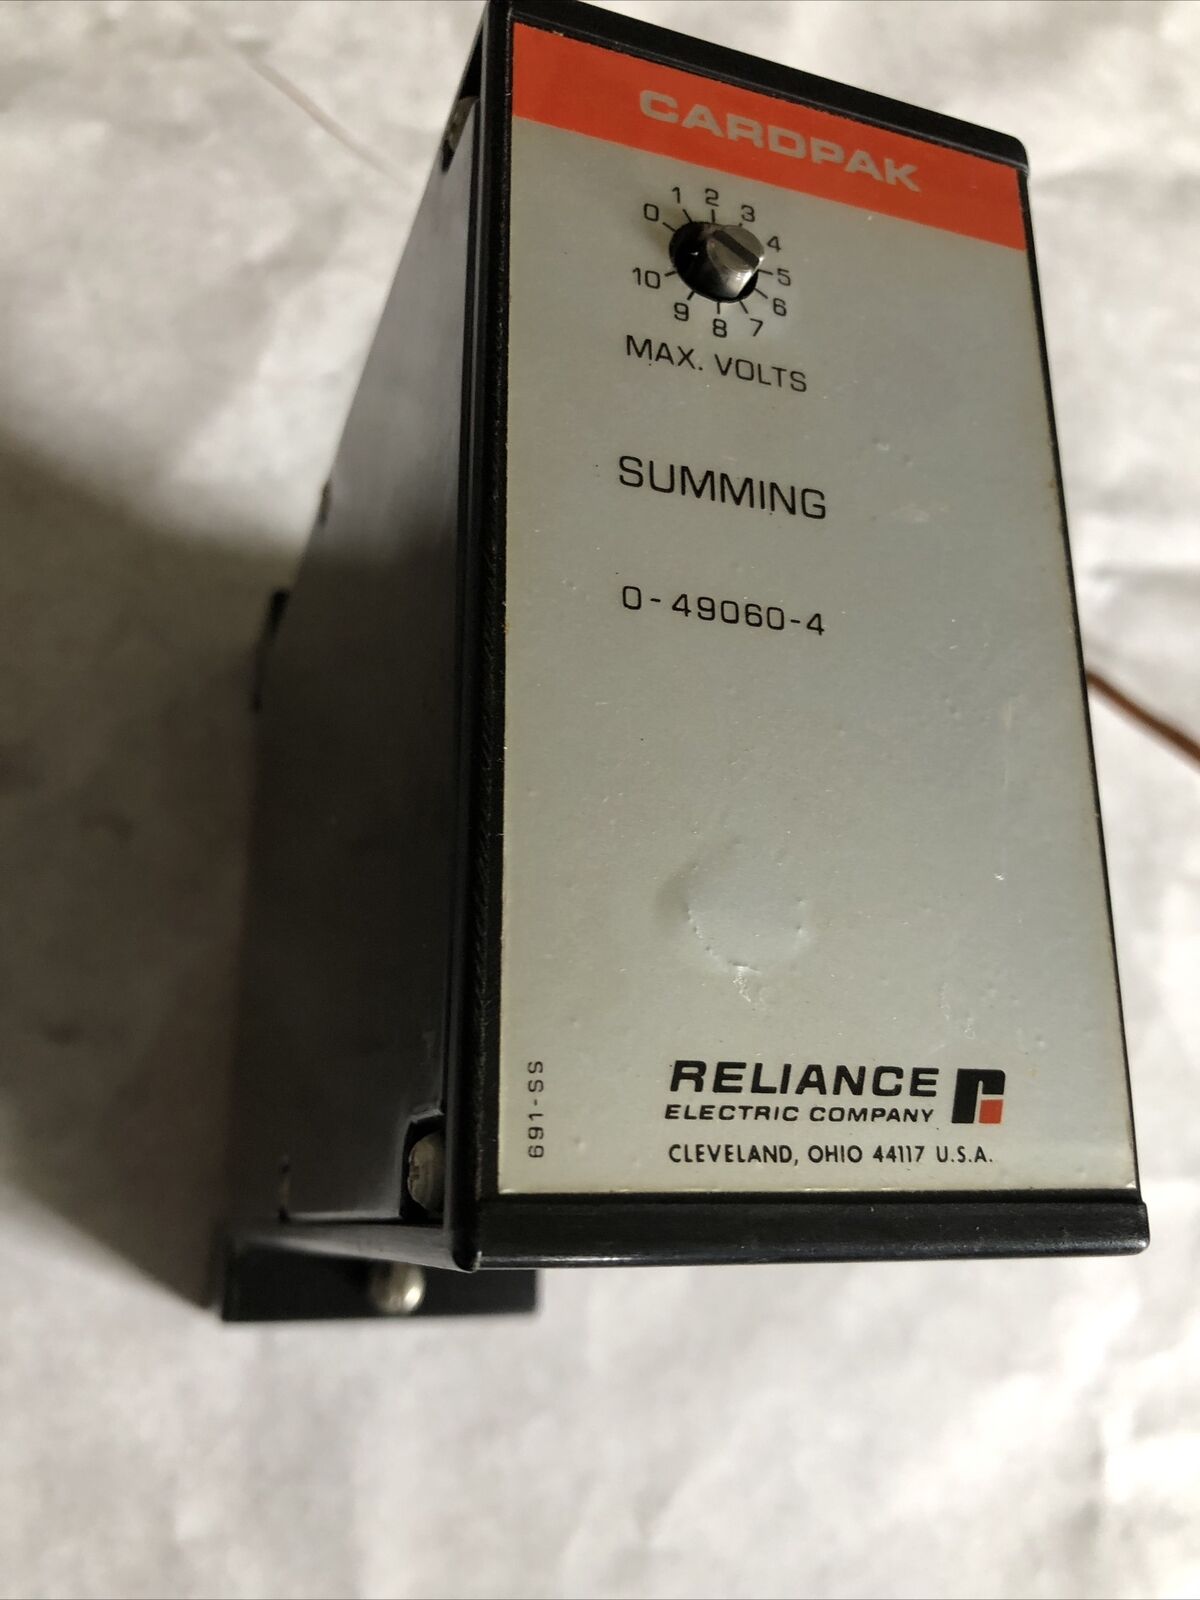 CARDPAK
0 1 2 3 4 5 6 7 8 9 10
MAX. VOLTS
SUMMING
0-49060-4
691-SS
RELIANCE
ELECTRIC COMPANY
CLEVELAND, OHIO 44117 U.S.A.